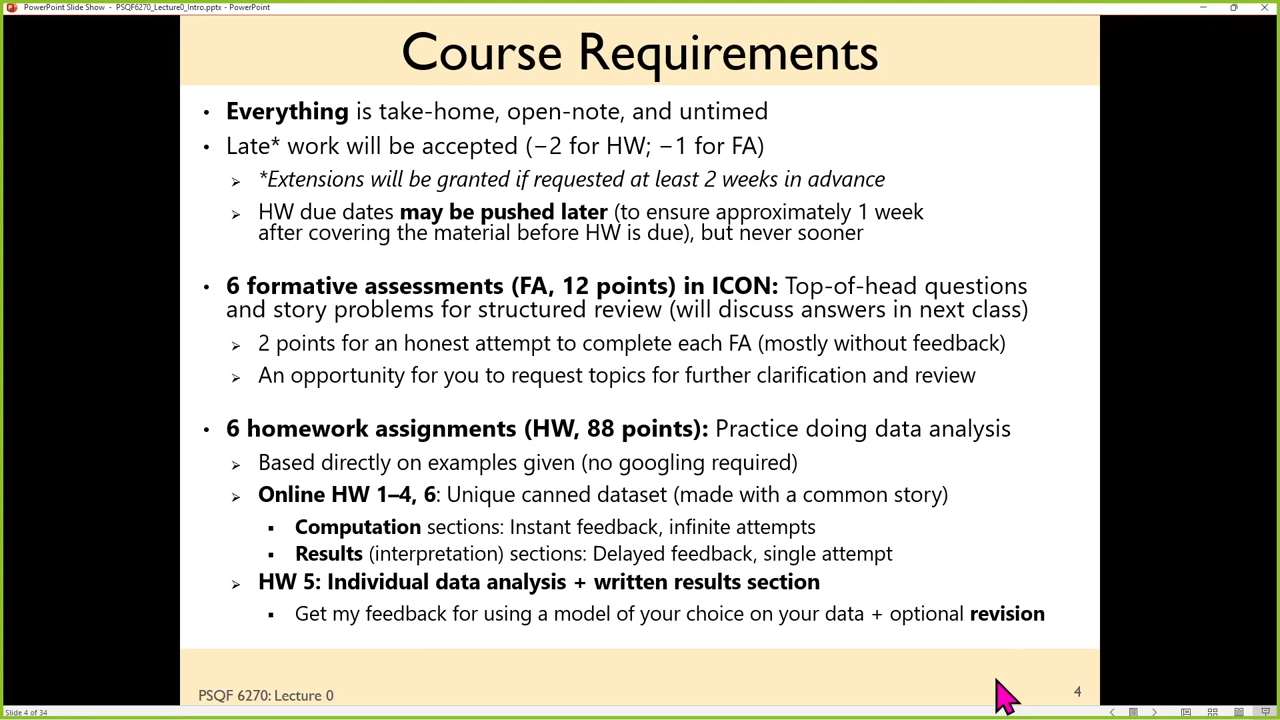 PowerPoint Slide Show - PSQF6270_Lecture0_Intro.pptx - PowerPoint
Course Requirements
• Everything is take-home, open-note, and untimed
• Late* work will be accepted (−2 for HW; −1 for FA)
➢ *Extensions will be granted if requested at least 2 weeks in advance
➢ HW due dates may be pushed later (to ensure approximately 1 week
after covering the material before HW is due), but never sooner
• 6 formative assessments (FA, 12 points) in ICON: Top-of-head questions
and story problems for structured review (will discuss answers in next class)
➢ 2 points for an honest attempt to complete each FA (mostly without feedback)
➢ An opportunity for you to request topics for further clarification and review
• 6 homework assignments (HW, 88 points): Practice doing data analysis
➢ Based directly on examples given (no googling required)
➢ Online HW 1–4, 6: Unique canned dataset (made with a common story)
▪ Computation sections: Instant feedback, infinite attempts
▪ Results (interpretation) sections: Delayed feedback, single attempt
➢ HW 5: Individual data analysis + written results section
▪ Get my feedback for using a model of your choice on your data + optional revision
PSQF 6270: Lecture 0
4
Slide 4 of 34